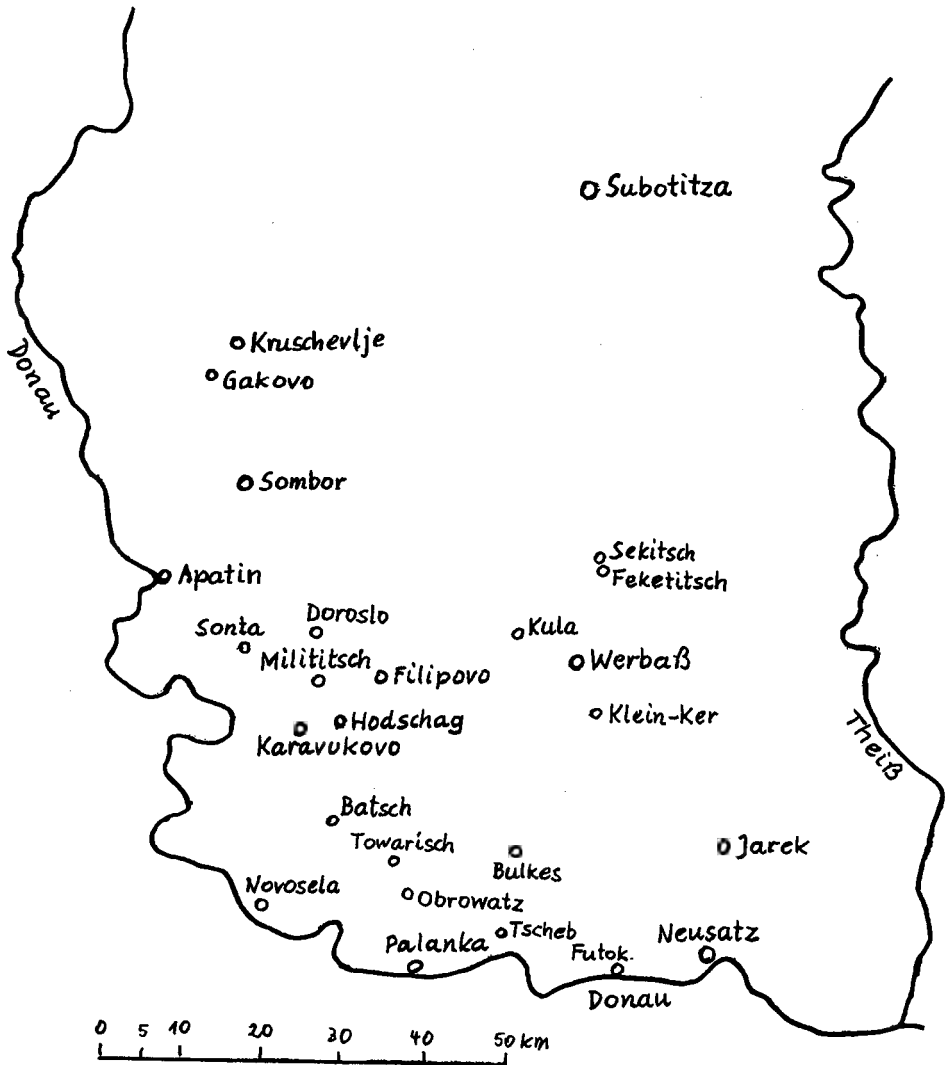 Subotitza
Kruschevlje
Gakovo
Donau
Sombor
Sekitsch
Feketitsch
Apatin
Doroslo
Sonta
Kula
Milititsch
Filipovo
Werbaß
Hodschag
Klein-Ker
Karavukovo
Theiß
Batsch
Towarisch
Jarek
Bulkes
Novosela
Obrowatz
Tscheb
Palanka
Futok.
Neusatz
Donau
0 5 10 20 30 40 50 km